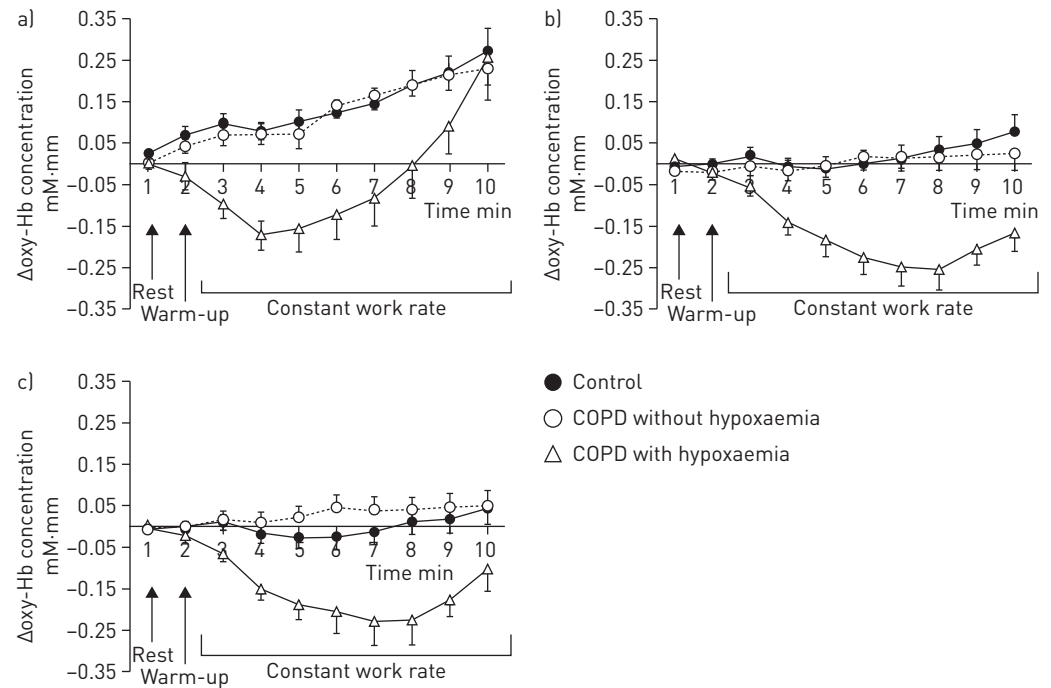 a)
Δoxy-Hb concentration
mM·mm
0.35
0.25
0.15
0.05
–0.05
–0.15
–0.25
–0.35
1 2 3 4 5 6 7 8 9 10
Time min
Rest
Warm-up
Constant work rate
b)
Δoxy-Hb concentration
mM·mm
0.35
0.25
0.15
0.05
–0.05
–0.15
–0.25
–0.35
1 2 3 4 5 6 7 8 9 10
Time min
Rest
Warm-up
Constant work rate
c)
Δoxy-Hb concentration
mM·mm
0.35
0.25
0.15
0.05
–0.05
–0.15
–0.25
–0.35
1 2 3 4 5 6 7 8 9 10
Time min
Rest
Warm-up
Constant work rate
Control
COPD without hypoxaemia
COPD with hypoxaemia